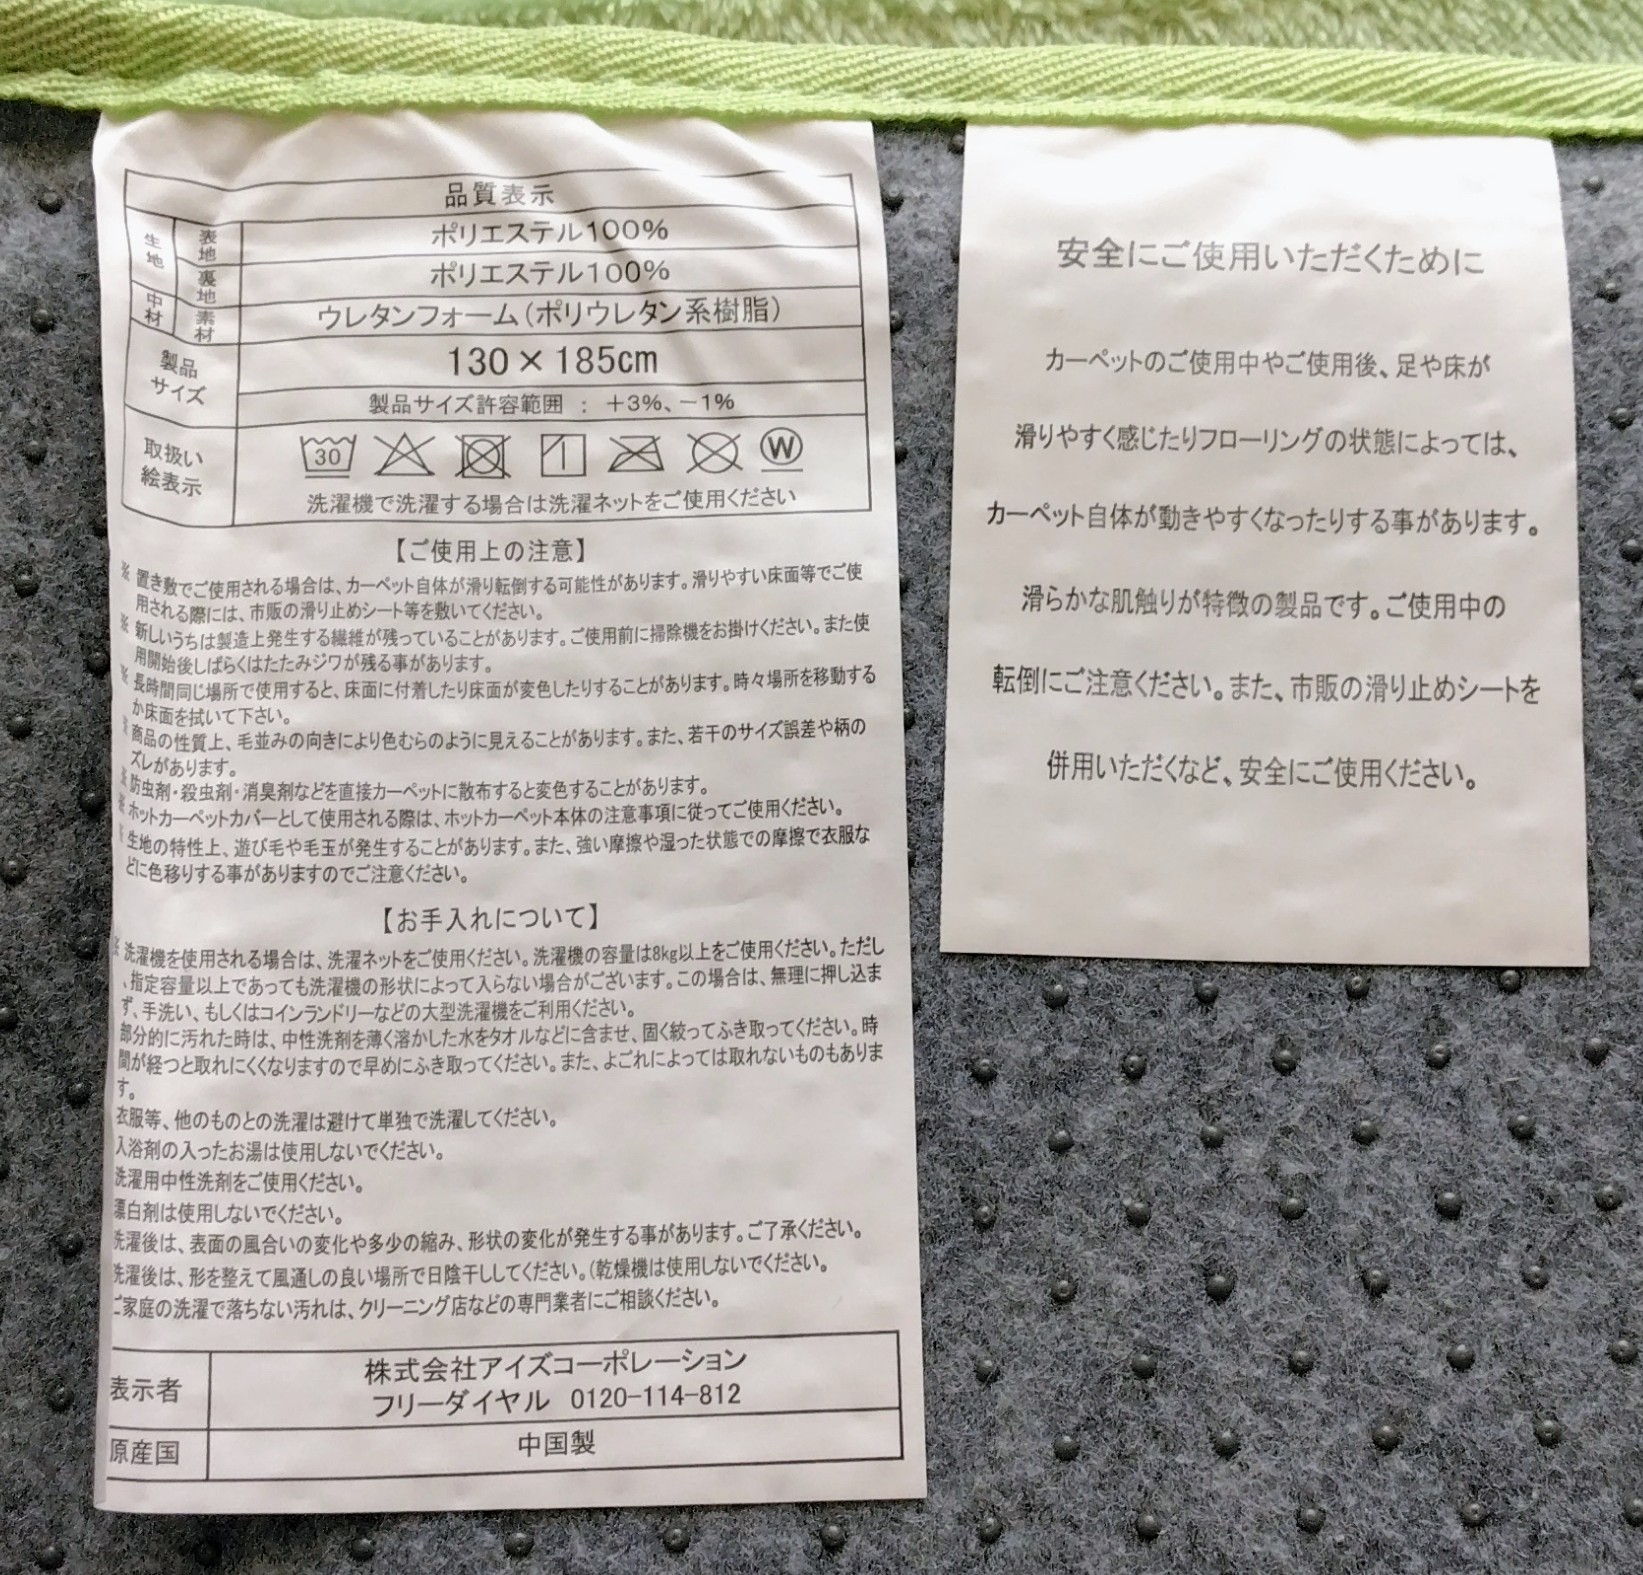 品質表示
生地 表地 ポリエステル100%
裏地 ポリエステル100%
中材 素材 ウレタンフォーム(ポリウレタン系樹脂)
製品サイズ 130×185cm
製品サイズ許容範囲 : +3%、-1%
取扱い絵表示 30 W
洗濯機で洗濯する場合は洗濯ネットをご使用ください
【ご使用上の注意】
※ 置き敷でご使用される場合は、カーペット自体が滑り転倒する可能性があります。滑りやすい床面等でご使
用される際には、市販の滑り止めシート等を敷いてください。
※ 新しいうちは製造上発生する繊維が残っていることがあります。ご使用前に掃除機をお掛けください。また使
用開始後しばらくはたたみジワが残る事があります。
※ 長時間同じ場所で使用すると、床面に付着したり床面が変色したりすることがあります。時々場所を移動する
か床面を拭いて下さい。
※ 商品の性質上、毛並みの向きにより色むらのように見えることがあります。また、若干のサイズ誤差や柄の
ズレがあります。
※ 防虫剤・殺虫剤・消臭剤などを直接カーペットに散布すると変色することがあります。
※ ホットカーペットカバーとして使用される際は、ホットカーペット本体の注意事項に従ってご使用ください。
※ 生地の特性上、遊び毛や毛玉が発生することがあります。また、強い摩擦や湿った状態での摩擦で衣服な
どに色移りする事がありますのでご注意ください。
【お手入れについて】
※ 洗濯機を使用される場合は、洗濯ネットをご使用ください。洗濯機の容量は8kg以上をご使用ください。ただし
、指定容量以上であっても洗濯機の形状によって入らない場合がございます。この場合は、無理に押し込ま
ず、手洗い、もしくはコインランドリーなどの大型洗濯機をご利用ください。
部分的に汚れた時は、中性洗剤を薄く溶かした水をタオルなどに含ませ、固く絞ってふき取ってください。時
間が経つと取れにくくなりますので早めにふき取ってください。また、よごれによっては取れないものもありま
す。
衣服等、他のものとの洗濯は避けて単独で洗濯してください。
入浴剤の入ったお湯は使用しないでください。
洗濯用中性洗剤をご使用ください。
漂白剤は使用しないでください。
洗濯後は、表面の風合いの変化や多少の縮み、形状の変化が発生する事があります。ご了承ください。
洗濯後は、形を整えて風通しの良い場所で日陰干ししてください。(乾燥機は使用しないでください。
ご家庭の洗濯で落ちない汚れは、クリーニング店などの専門業者にご相談ください。
表示者 株式会社アイズコーポレーション
フリーダイヤル 0120-114-812
原産国 中国製
安全にご使用いただくために
カーペットのご使用中やご使用後、足や床が
滑りやすく感じたりフローリングの状態によっては、
カーペット自体が動きやすくなったりする事があります。
滑らかな肌触りが特徴の製品です。ご使用中の
転倒にご注意ください。また、市販の滑り止めシートを
併用いただくなど、安全にご使用ください。